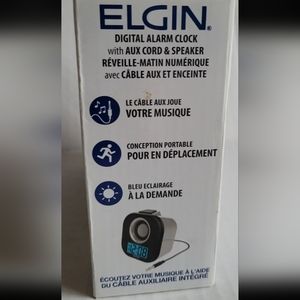 ELGIN®
DIGITAL ALARM CLOCK
with AUX CORD & SPEAKER
RÉVEILLE-MATIN NUMÉRIQUE
avec CÂBLE AUX ET ENCEINTE
LE CÂBLE AUX JOUE
VOTRE MUSIQUE
CONCEPTION PORTABLE
POUR EN DÉPLACEMENT
BLEU ECLAIRAGE
À LA DEMANDE
12:08
ÉCOUTEZ VOTRE MUSIQUE À L'AIDE
DU CÂBLE AUXILIAIRE INTÉGRÉ